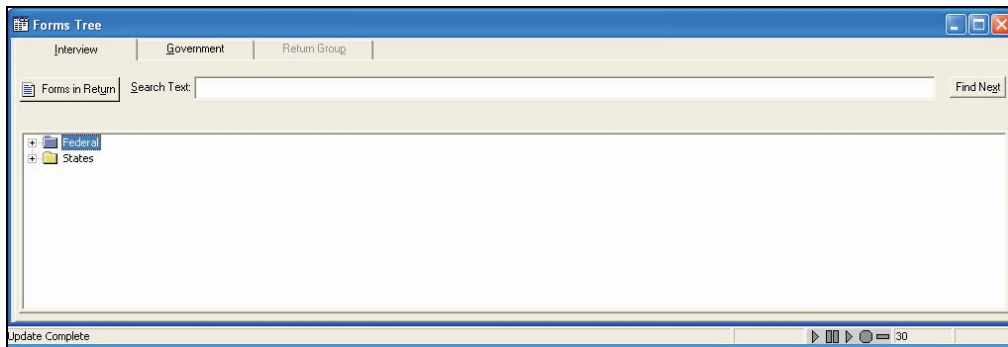 Forms Tree
Interview Government Return Group
Forms in Return Search Text: Find Next
Federal
States
Update Complete 30